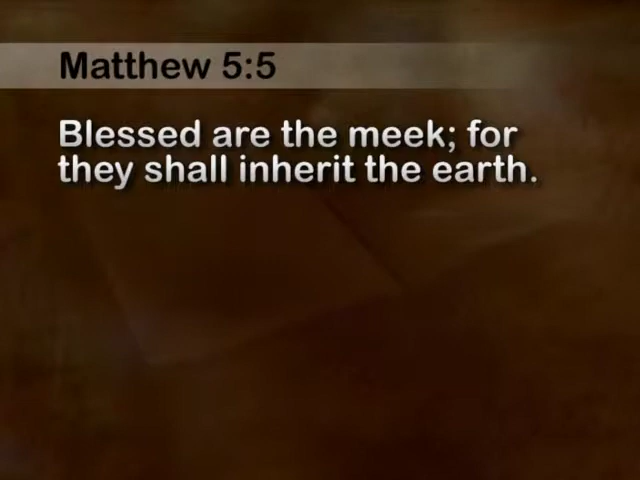 Matthew 5:5
Blessed are the meek; for
they shall inherit the earth.